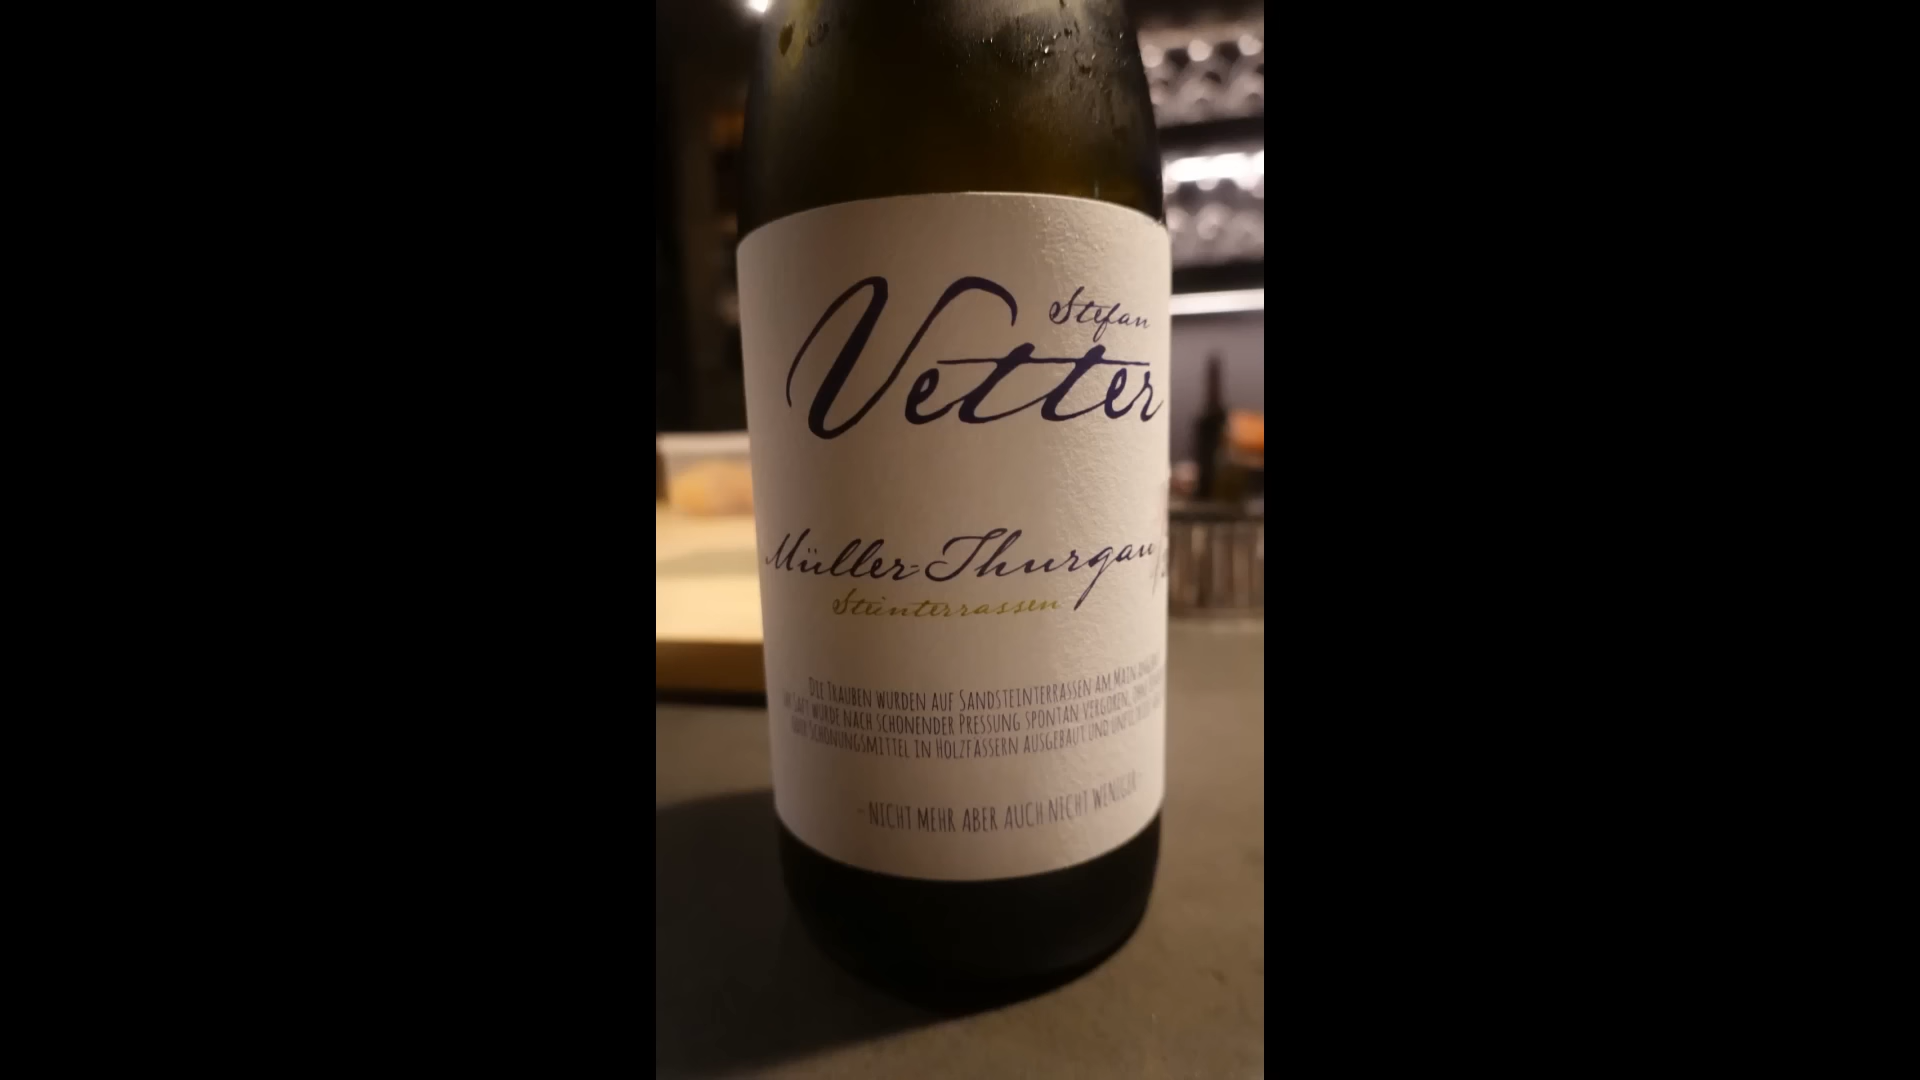 Stefan
Vetter
Müller-Thurgau
Steinterrassen
Die Trauben wurden auf Sandsteinterrassen am Main
Saft wurde nach schonender Pressung spontan vergoren, ohne
oder Schönungsmittel in Holzfässern ausgebaut und
- nicht mehr aber auch nicht weniger -